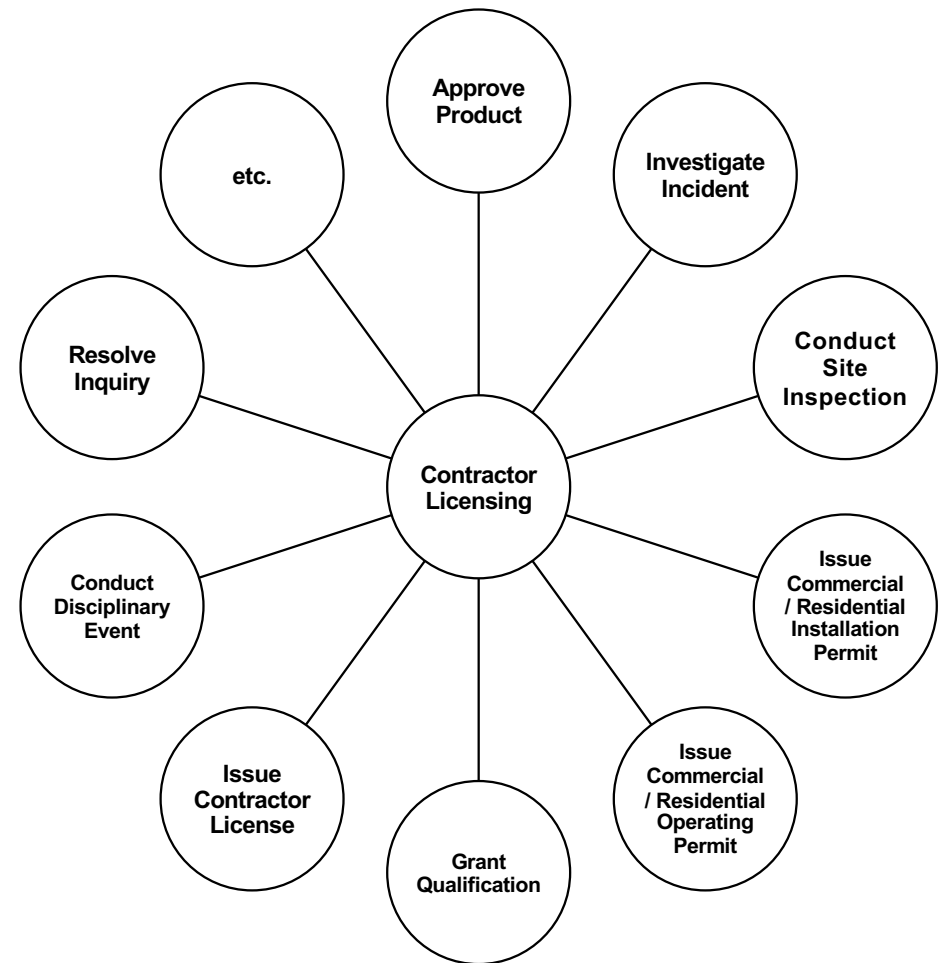 Approve
Product
Investigate
Incident
etc.
Conduct
Site
Inspection
Resolve
Inquiry
Contractor
Licensing
Issue
Commercial
/ Residential
Installation
Permit
Conduct
Disciplinary
Event
Issue
Commercial
/ Residential
Operating
Permit
Issue
Contractor
License
Grant
Qualification